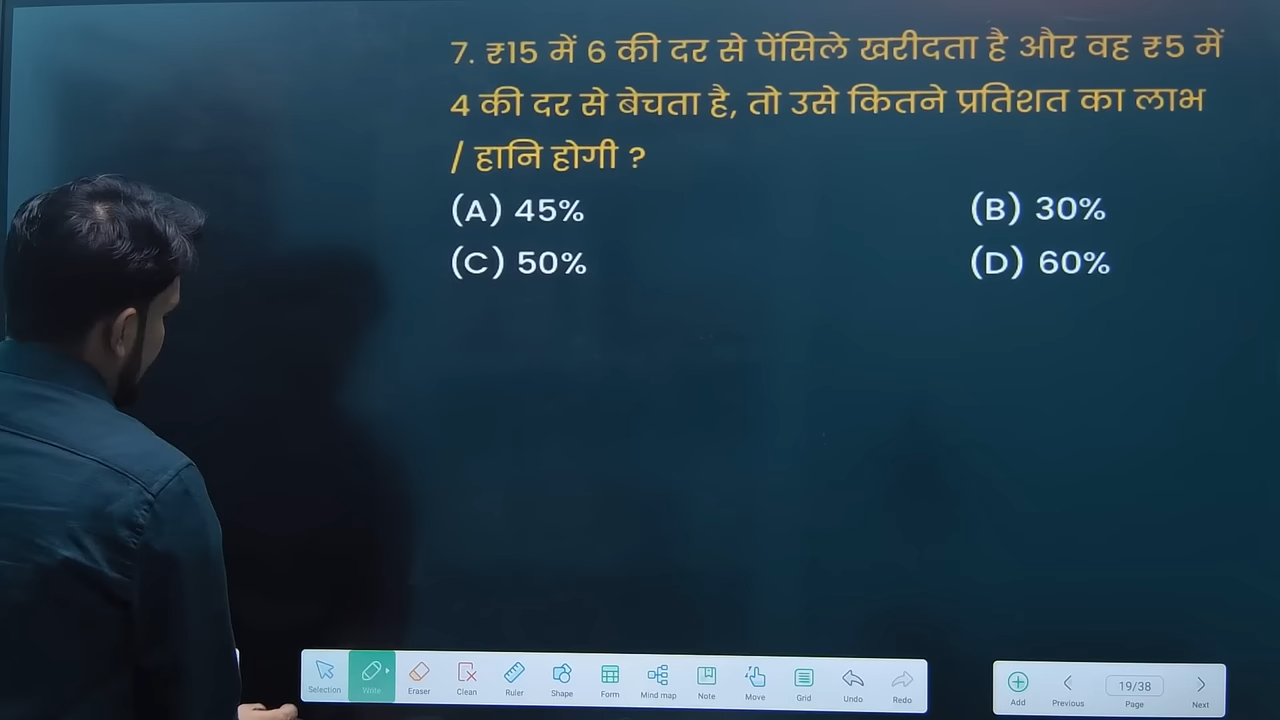 7. ₹15 में 6 की दर से पेंसिले खरीदता है और वह ₹5 में
4 की दर से बेचता है, तो उसे कितने प्रतिशत का लाभ
/ हानि होगी ?
(A) 45% (B) 30%
(C) 50% (D) 60%
Selection Write Eraser Clean Ruler Shape Form Mind map Note Move Grid Undo Redo
19/38
Add Previous Page Next